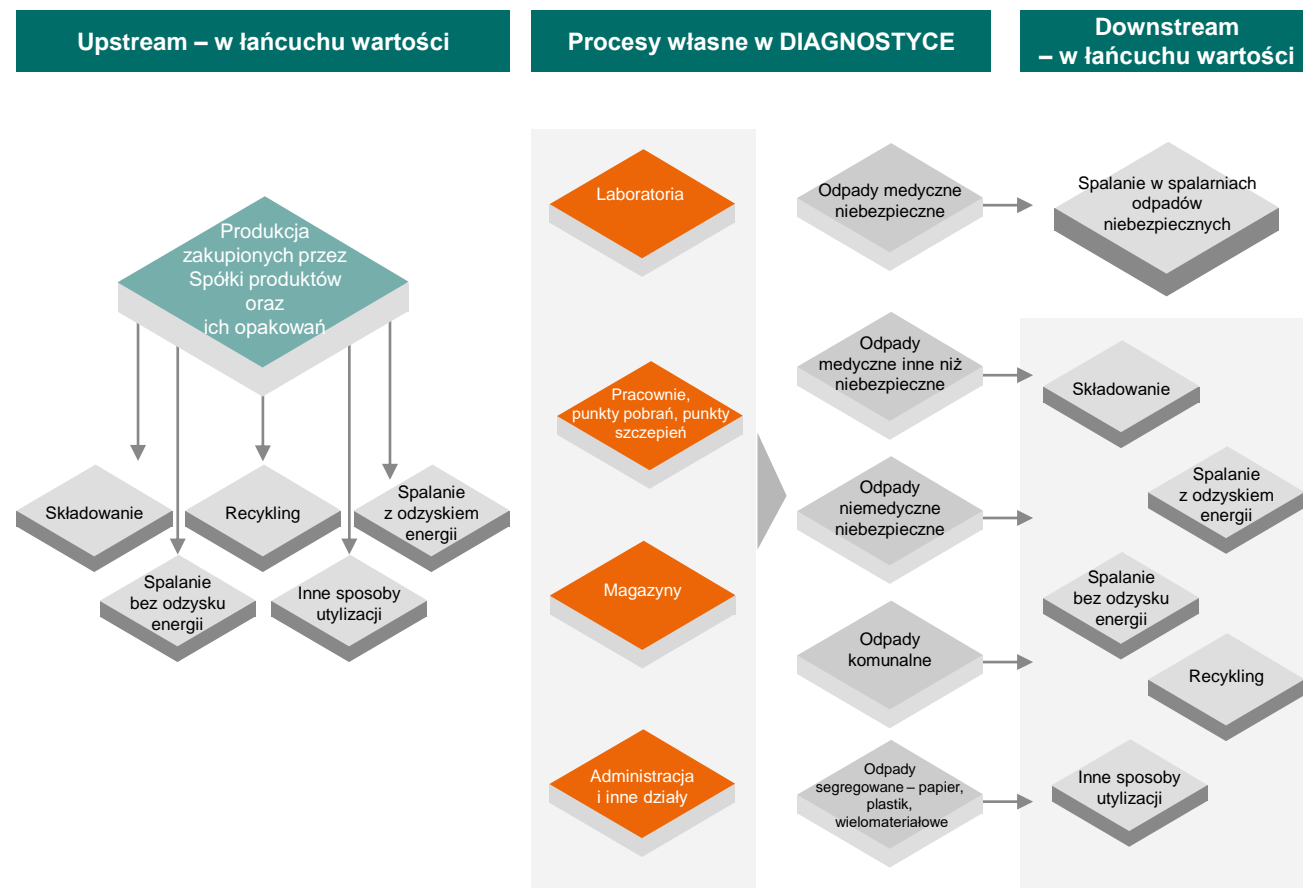 Upstream – w łańcuchu wartości
Procesy własne w DIAGNOSTYCE
Downstream
– w łańcuchu wartości
Produkcja
zakupionych przez
Spółki produktów
oraz
ich opakowań
Składowanie
Recykling
Spalanie
z odzyskiem
energii
Spalanie
bez odzysku
energii
Inne sposoby
utylizacji
Laboratoria
Pracownie,
punkty pobrań, punkty
szczepień
Magazyny
Administracja
i inne działy
Odpady medyczne
niebezpieczne
Odpady
medyczne inne niż
niebezpieczne
Odpady
niemedyczne
niebezpieczne
Odpady
komunalne
Odpady
segregowane – papier,
plastik,
wielomateriałowe
Spalanie w spalarniach
odpadów
niebezpiecznych
Składowanie
Spalanie
z odzyskiem
energii
Spalanie
bez odzysku
energii
Recykling
Inne sposoby
utylizacji